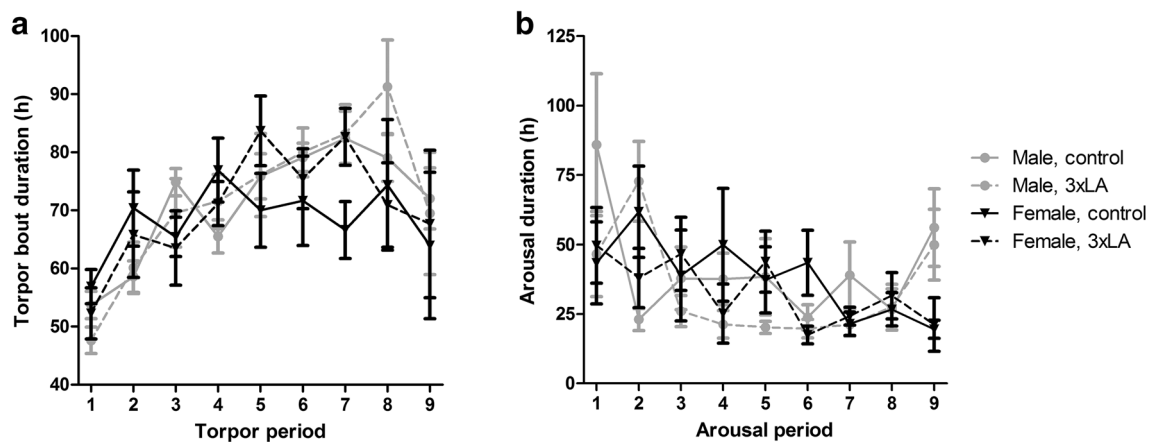 a
Torpor bout duration (h)
100
90
80
70
60
50
40
1 2 3 4 5 6 7 8 9
Torpor period
b
Arousal duration (h)
125
100
75
50
25
0
1 2 3 4 5 6 7 8 9
Arousal period
Male, control
Male, 3xLA
Female, control
Female, 3xLA